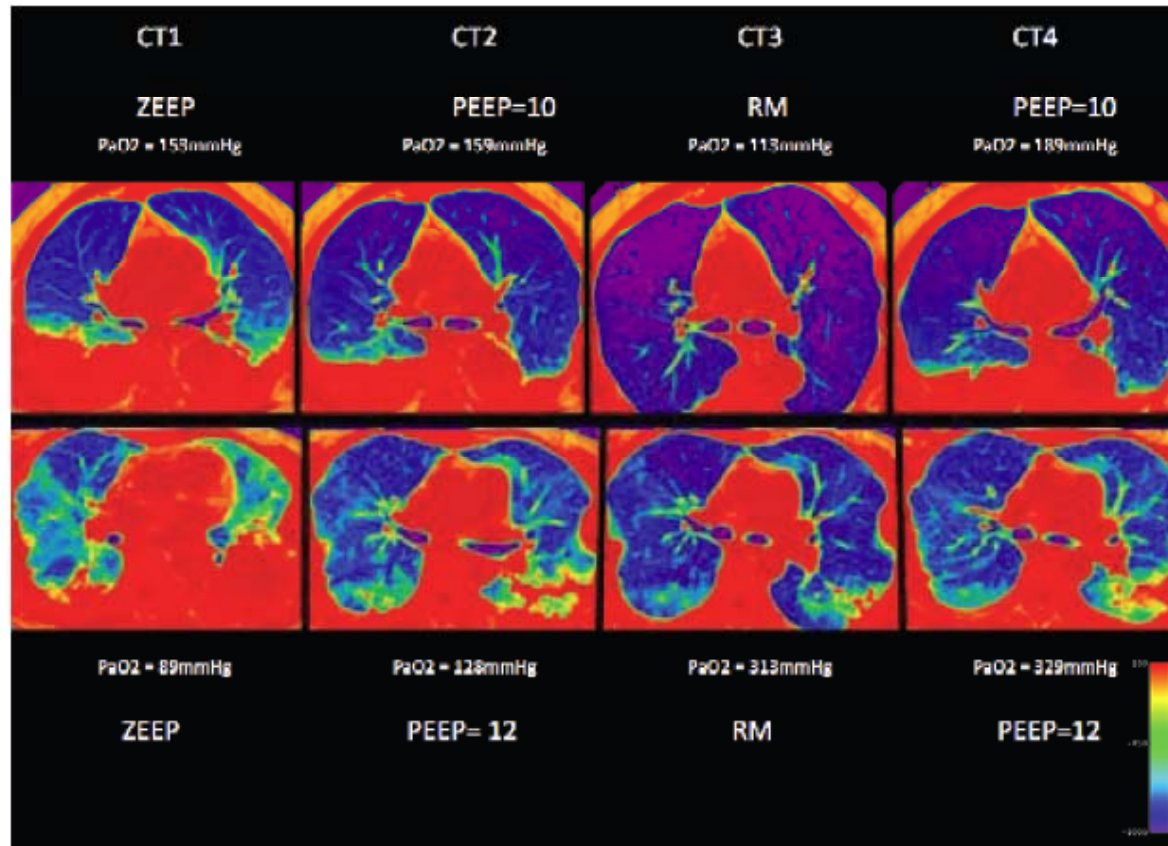 CT1 CT2 CT3 CT4
ZEEP PEEP=10 RM PEEP=10
PaO2 = 153mmHg PaO2 = 159mmHg PaO2 = 113mmHg PaO2 = 189mmHg
PaO2 = 89mmHg PaO2 = 128mmHg PaO2 = 313mmHg PaO2 = 329mmHg
ZEEP PEEP= 12 RM PEEP=12
-1000